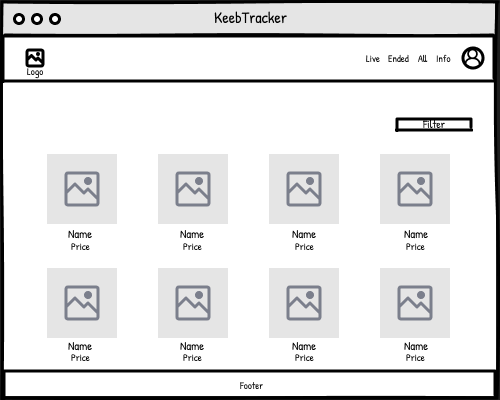 KeebTracker
Logo
Live Ended All Info
Filter
Name Name Name Name
Price Price Price Price
Name Name Name Name
Price Price Price Price
Footer